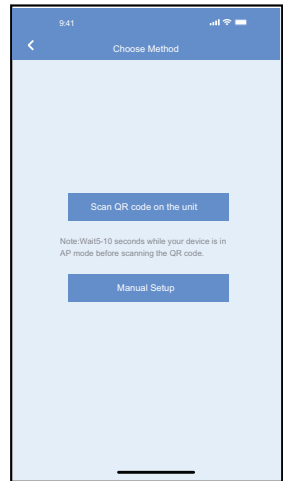 9:41
Choose Method
Scan QR code on the unit
Note:Wait5-10 seconds while your device is in
AP mode before scanning the QR code.
Manual Setup